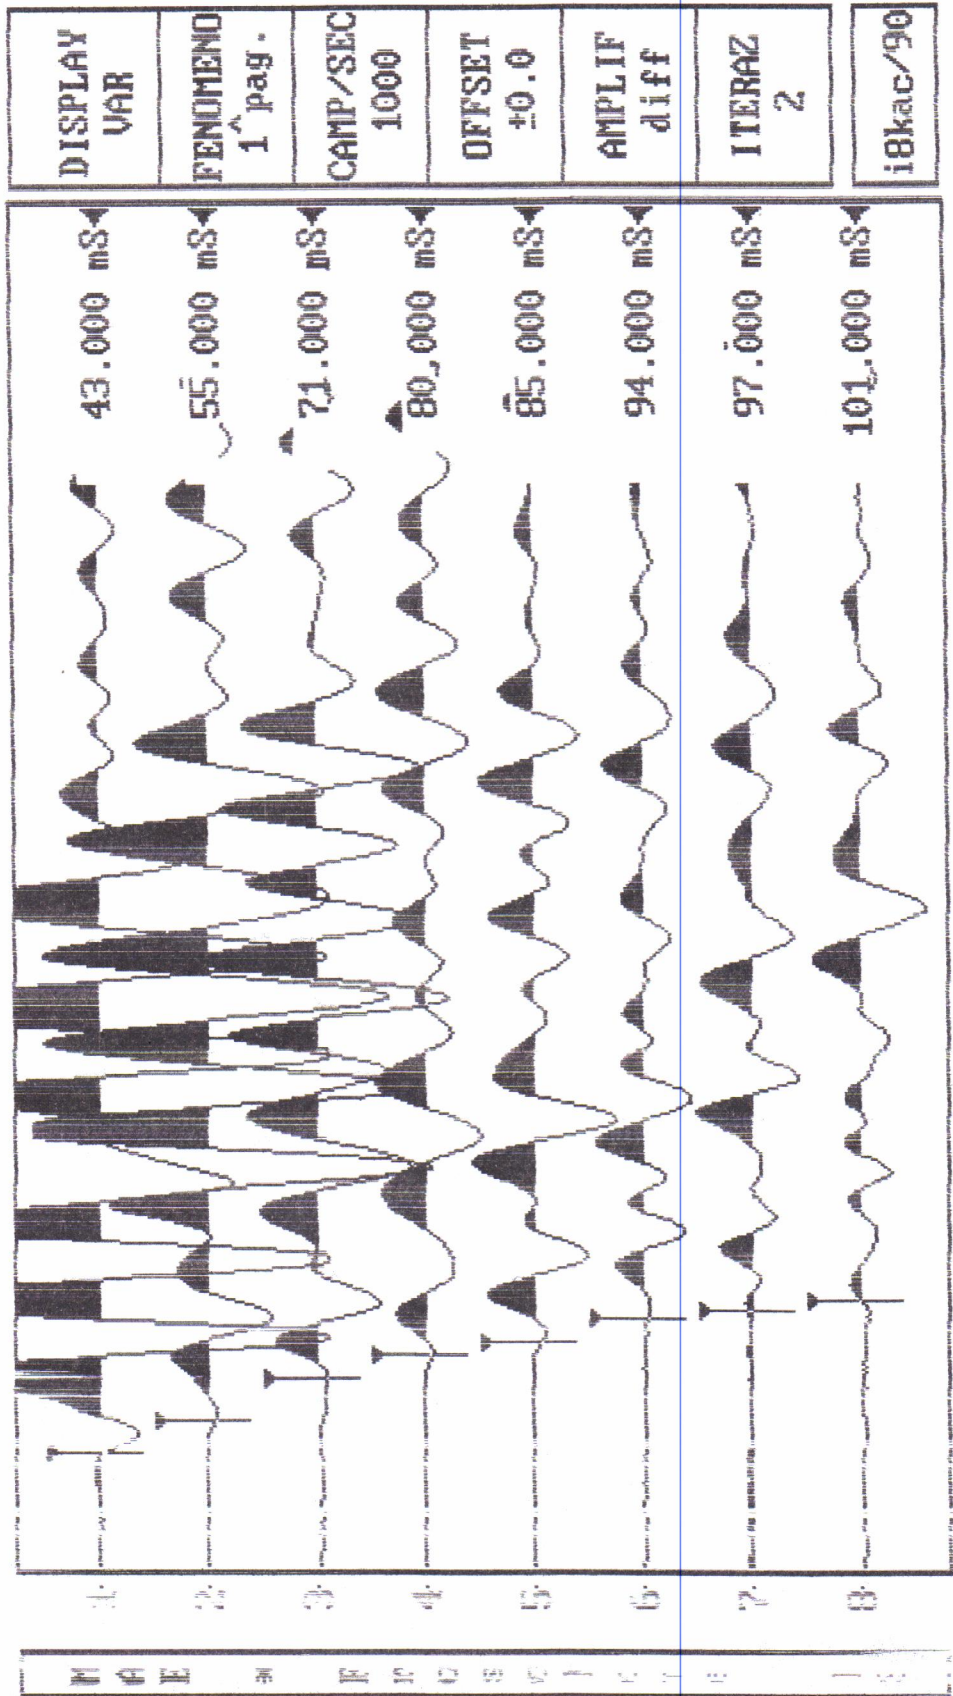 DISPLAY
VAR
FENOMENO
1^pag.
CAMP/SEC
1000
OFFSET
±0.0
AMPLIF
diff
ITERAZ
2
i8kac/90
1 43.000 mS
2 55.000 mS
3 71.000 mS
4 80.000 mS
5 85.000 mS
6 94.000 mS
7 97.000 mS
8 101.000 mS